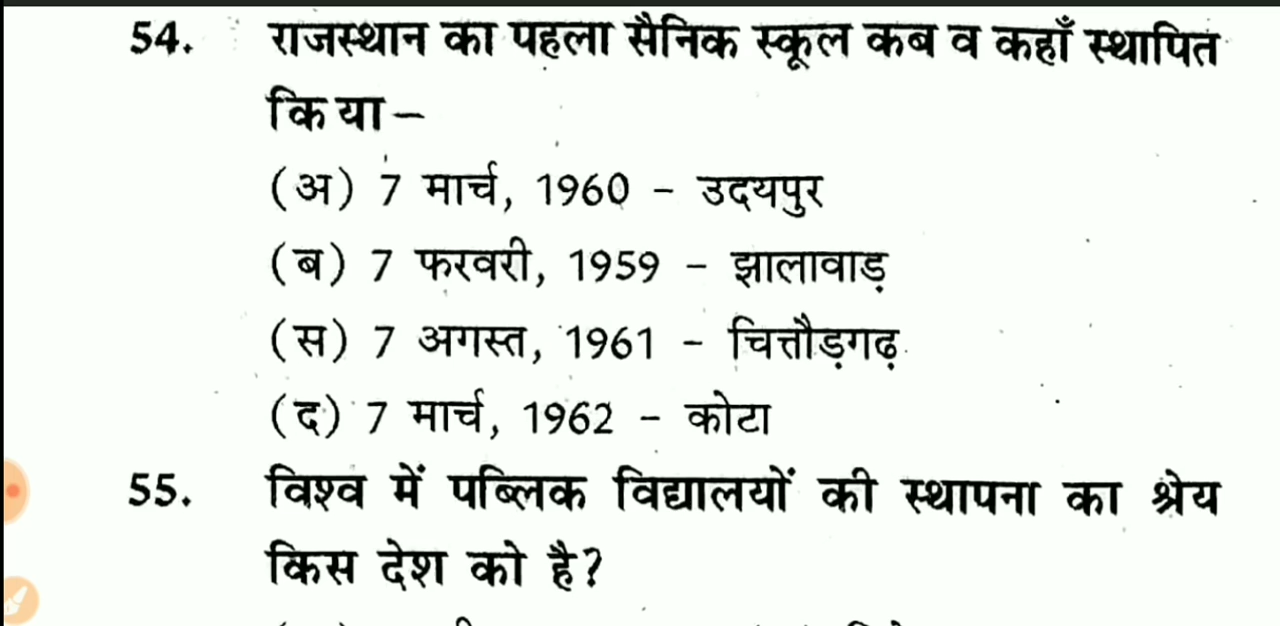 54. राजस्थान का पहला सैनिक स्कूल कब व कहाँ स्थापित
किया –
(अ) 7 मार्च, 1960 – उदयपुर
(ब) 7 फरवरी, 1959 – झालावाड़
(स) 7 अगस्त, 1961 – चित्तौड़गढ़
(द) 7 मार्च, 1962 – कोटा
55. विश्व में पब्लिक विद्यालयों की स्थापना का श्रेय
किस देश को है?